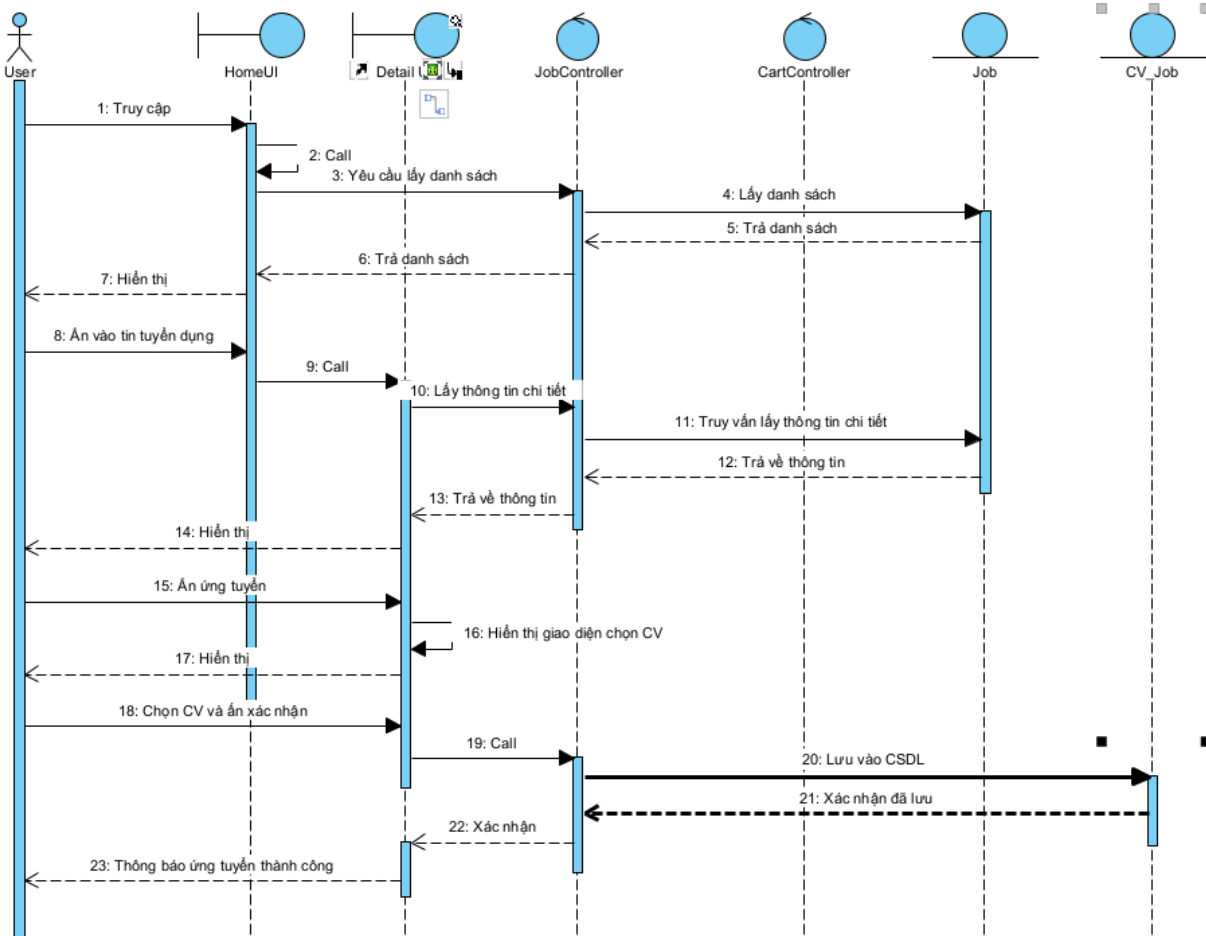 User
HomeUI
Detail
JobController
CartController
Job
CV_Job
1: Truy cập
2: Call
3: Yêu cầu lấy danh sách
4: Lấy danh sách
5: Trả danh sách
6: Trả danh sách
7: Hiển thị
8: Ấn vào tin tuyển dụng
9: Call
10: Lấy thông tin chi tiết
11: Truy vấn lấy thông tin chi tiết
12: Trả về thông tin
13: Trả về thông tin
14: Hiển thị
15: Ấn ứng tuyển
16: Hiển thị giao diện chọn CV
17: Hiển thị
18: Chọn CV và ấn xác nhận
19: Call
20: Lưu vào CSDL
21: Xác nhận đã lưu
22: Xác nhận
23: Thông báo ứng tuyển thành công